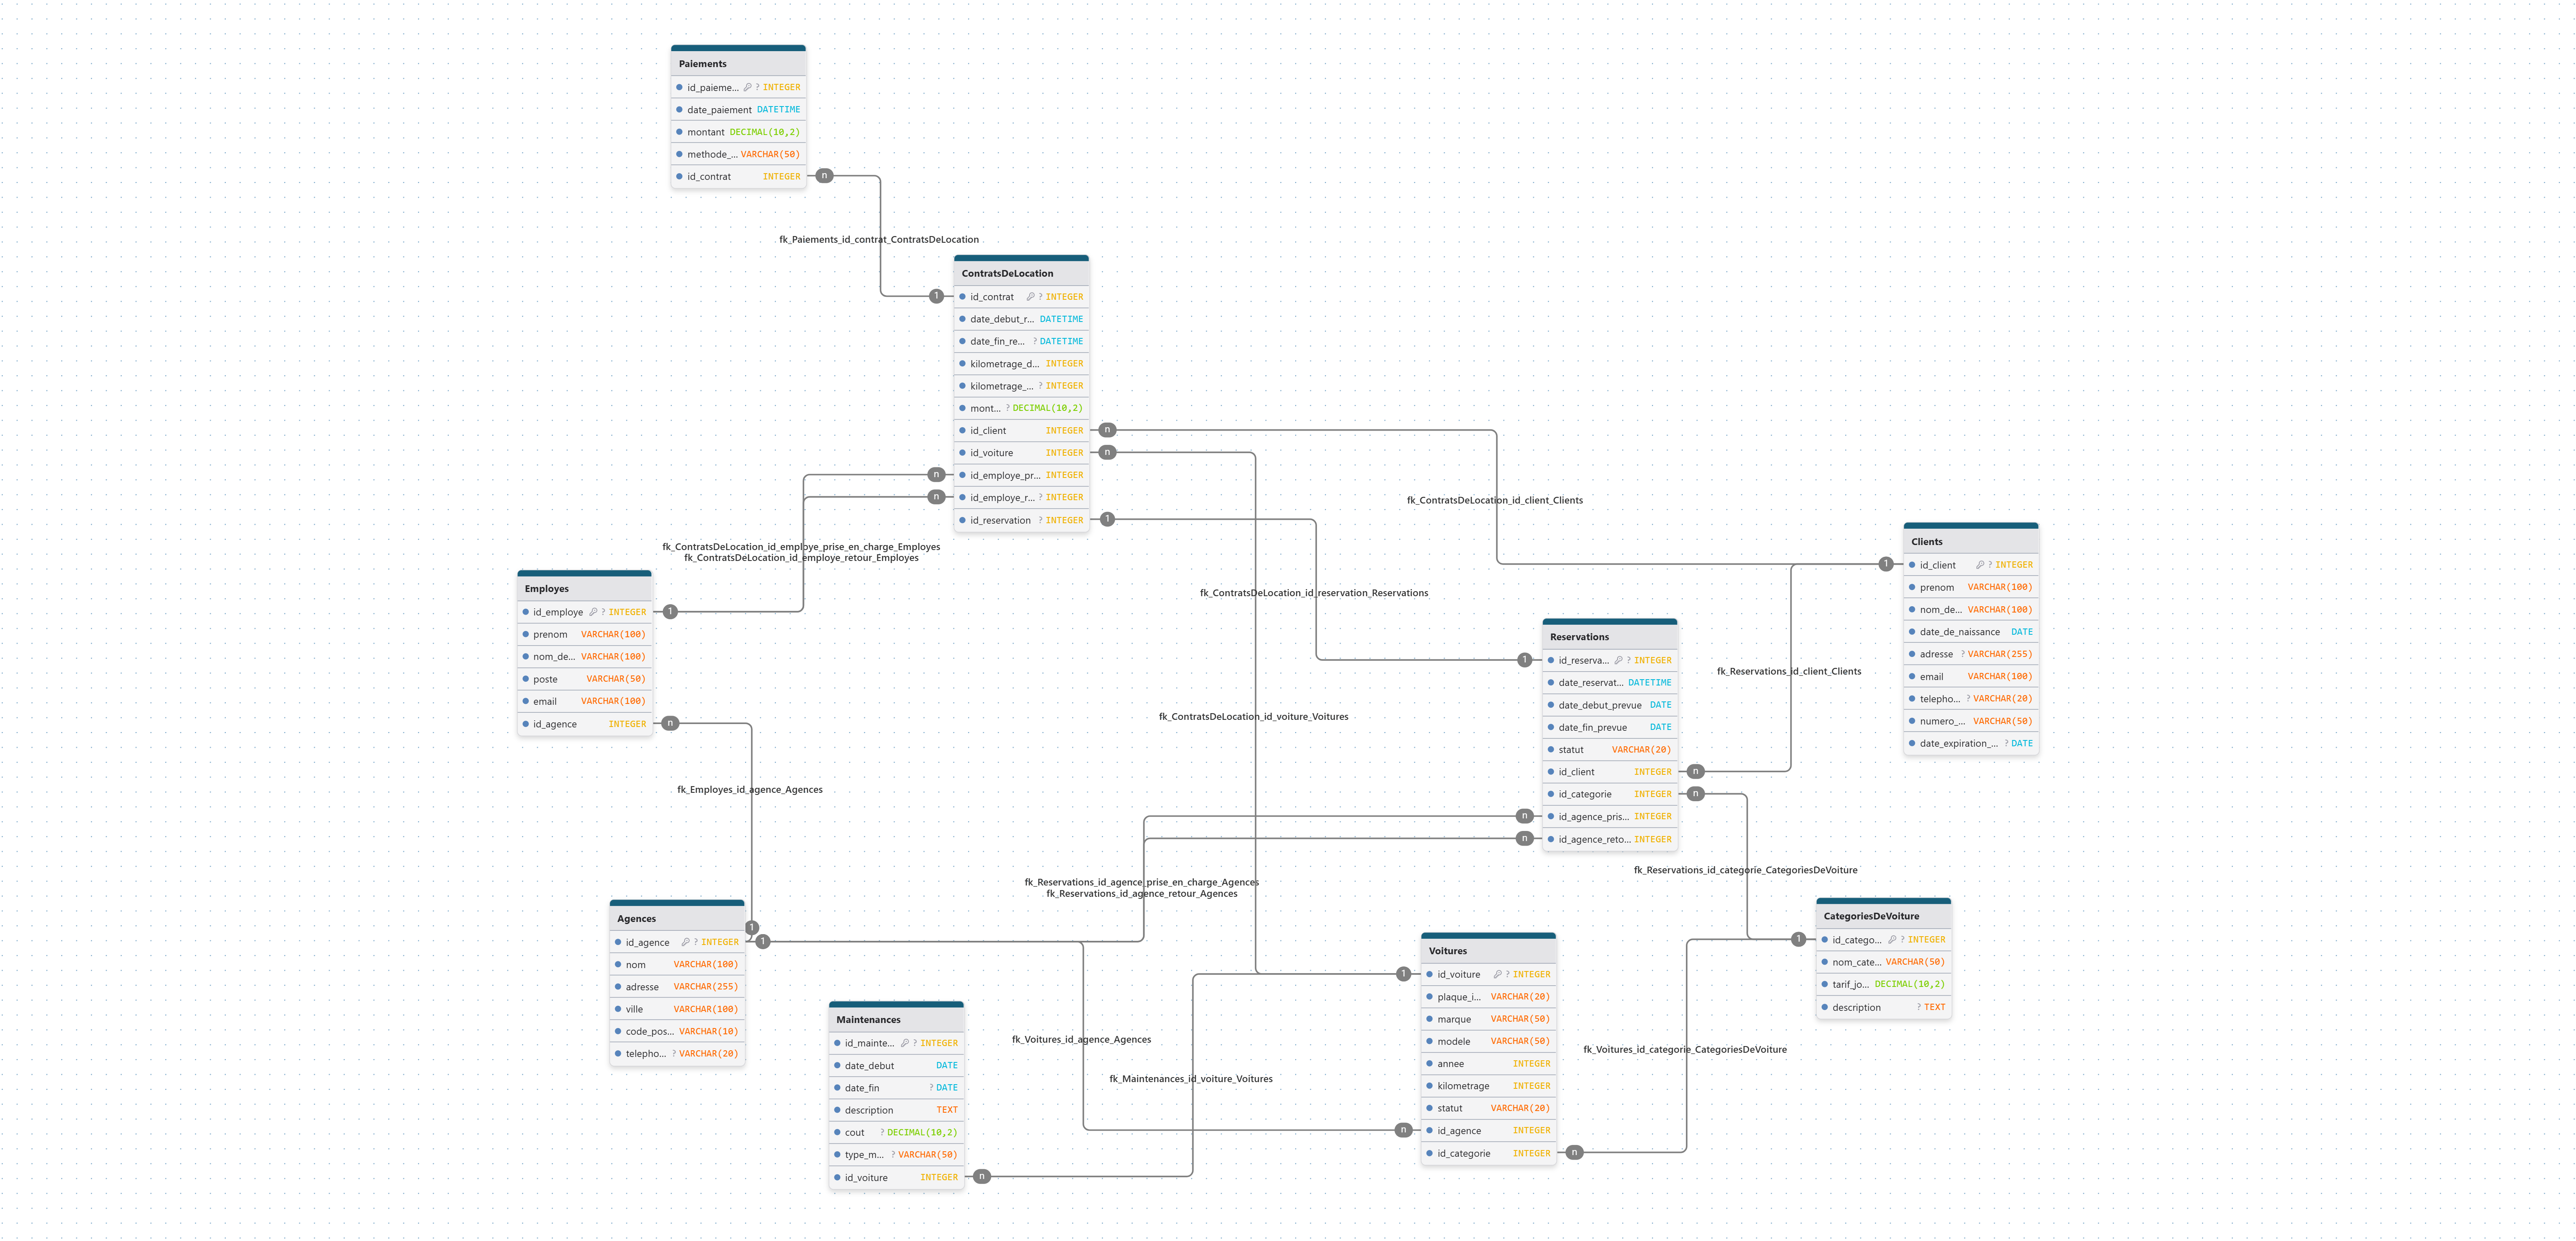 Paiements
id_paieme... ? INTEGER
date_paiement DATETIME
montant DECIMAL(10,2)
methode_... VARCHAR(50)
id_contrat INTEGER
n
fk_Paiements_id_contrat_ContratsDeLocation
1
ContratsDeLocation
id_contrat ? INTEGER
date_debut_r... DATETIME
date_fin_re... ? DATETIME
kilometrage_d... INTEGER
kilometrage_... ? INTEGER
mont... ? DECIMAL(10,2)
id_client INTEGER
n
id_voiture INTEGER
n
n
id_employe_pr... INTEGER
n
id_employe_r... ? INTEGER
id_reservation ? INTEGER
1
fk_ContratsDeLocation_id_client_Clients
fk_ContratsDeLocation_id_employe_prise_en_charge_Employes
fk_ContratsDeLocation_id_employe_retour_Employes
fk_ContratsDeLocation_id_reservation_Reservations
fk_ContratsDeLocation_id_voiture_Voitures
Employes
id_employe ? INTEGER
1
prenom VARCHAR(100)
nom_de... VARCHAR(100)
poste VARCHAR(50)
email VARCHAR(100)
id_agence INTEGER
n
fk_Employes_id_agence_Agences
1
Clients
id_client ? INTEGER
prenom VARCHAR(100)
nom_de... VARCHAR(100)
date_de_naissance DATE
adresse ? VARCHAR(255)
email VARCHAR(100)
telepho... ? VARCHAR(20)
numero_... VARCHAR(50)
date_expiration_... ? DATE
1
Reservations
id_reserva... ? INTEGER
date_reservat... DATETIME
date_debut_prevue DATE
date_fin_prevue DATE
statut VARCHAR(20)
id_client INTEGER
n
id_categorie INTEGER
n
n
id_agence_pris... INTEGER
n
id_agence_reto... INTEGER
fk_Reservations_id_client_Clients
fk_Reservations_id_categorie_CategoriesDeVoiture
fk_Reservations_id_agence_prise_en_charge_Agences
fk_Reservations_id_agence_retour_Agences
Agences
1
id_agence ? INTEGER
1
nom VARCHAR(100)
adresse VARCHAR(255)
ville VARCHAR(100)
code_pos... VARCHAR(10)
telepho... ? VARCHAR(20)
Maintenances
id_mainte... ? INTEGER
date_debut DATE
date_fin ? DATE
description TEXT
cout ? DECIMAL(10,2)
type_m... ? VARCHAR(50)
id_voiture INTEGER
n
fk_Voitures_id_agence_Agences
fk_Maintenances_id_voiture_Voitures
Voitures
1
id_voiture ? INTEGER
plaque_i... VARCHAR(20)
marque VARCHAR(50)
modele VARCHAR(50)
annee INTEGER
kilometrage INTEGER
statut VARCHAR(20)
n
id_agence INTEGER
id_categorie INTEGER
n
fk_Voitures_id_categorie_CategoriesDeVoiture
CategoriesDeVoiture
1
id_catego... ? INTEGER
nom_cate... VARCHAR(50)
tarif_jo... DECIMAL(10,2)
description ? TEXT